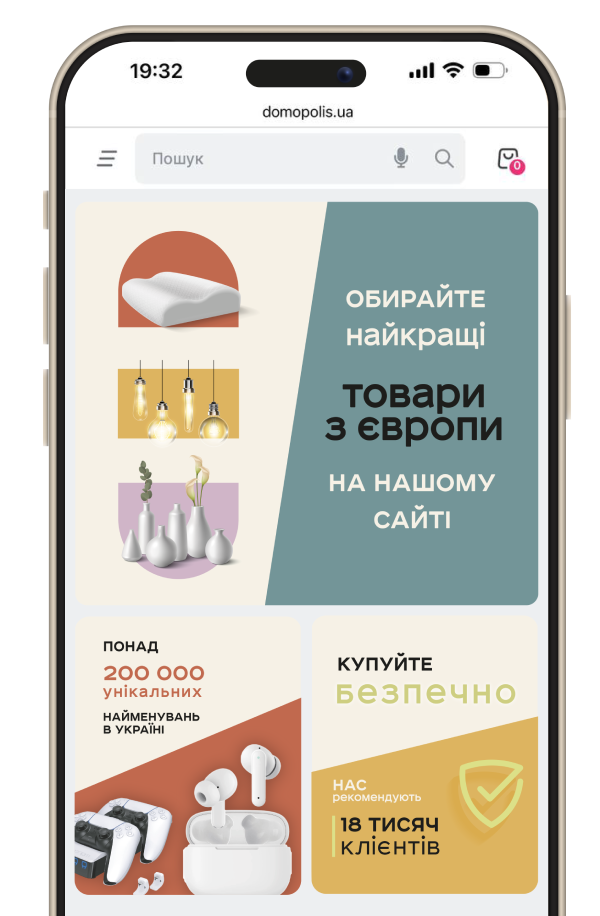 19:32
domopolis.ua
Пошук
0
ОБИРАЙТЕ
найкращі
товари
з європи
НА НАШОМУ
САЙТІ
ПОНАД
200 000
унікальних
НАЙМЕНУВАНЬ
В УКРАЇНІ
КУПУЙТЕ
безпечно
НАС
рекомендують
18 ТИСЯЧ
клієнтів